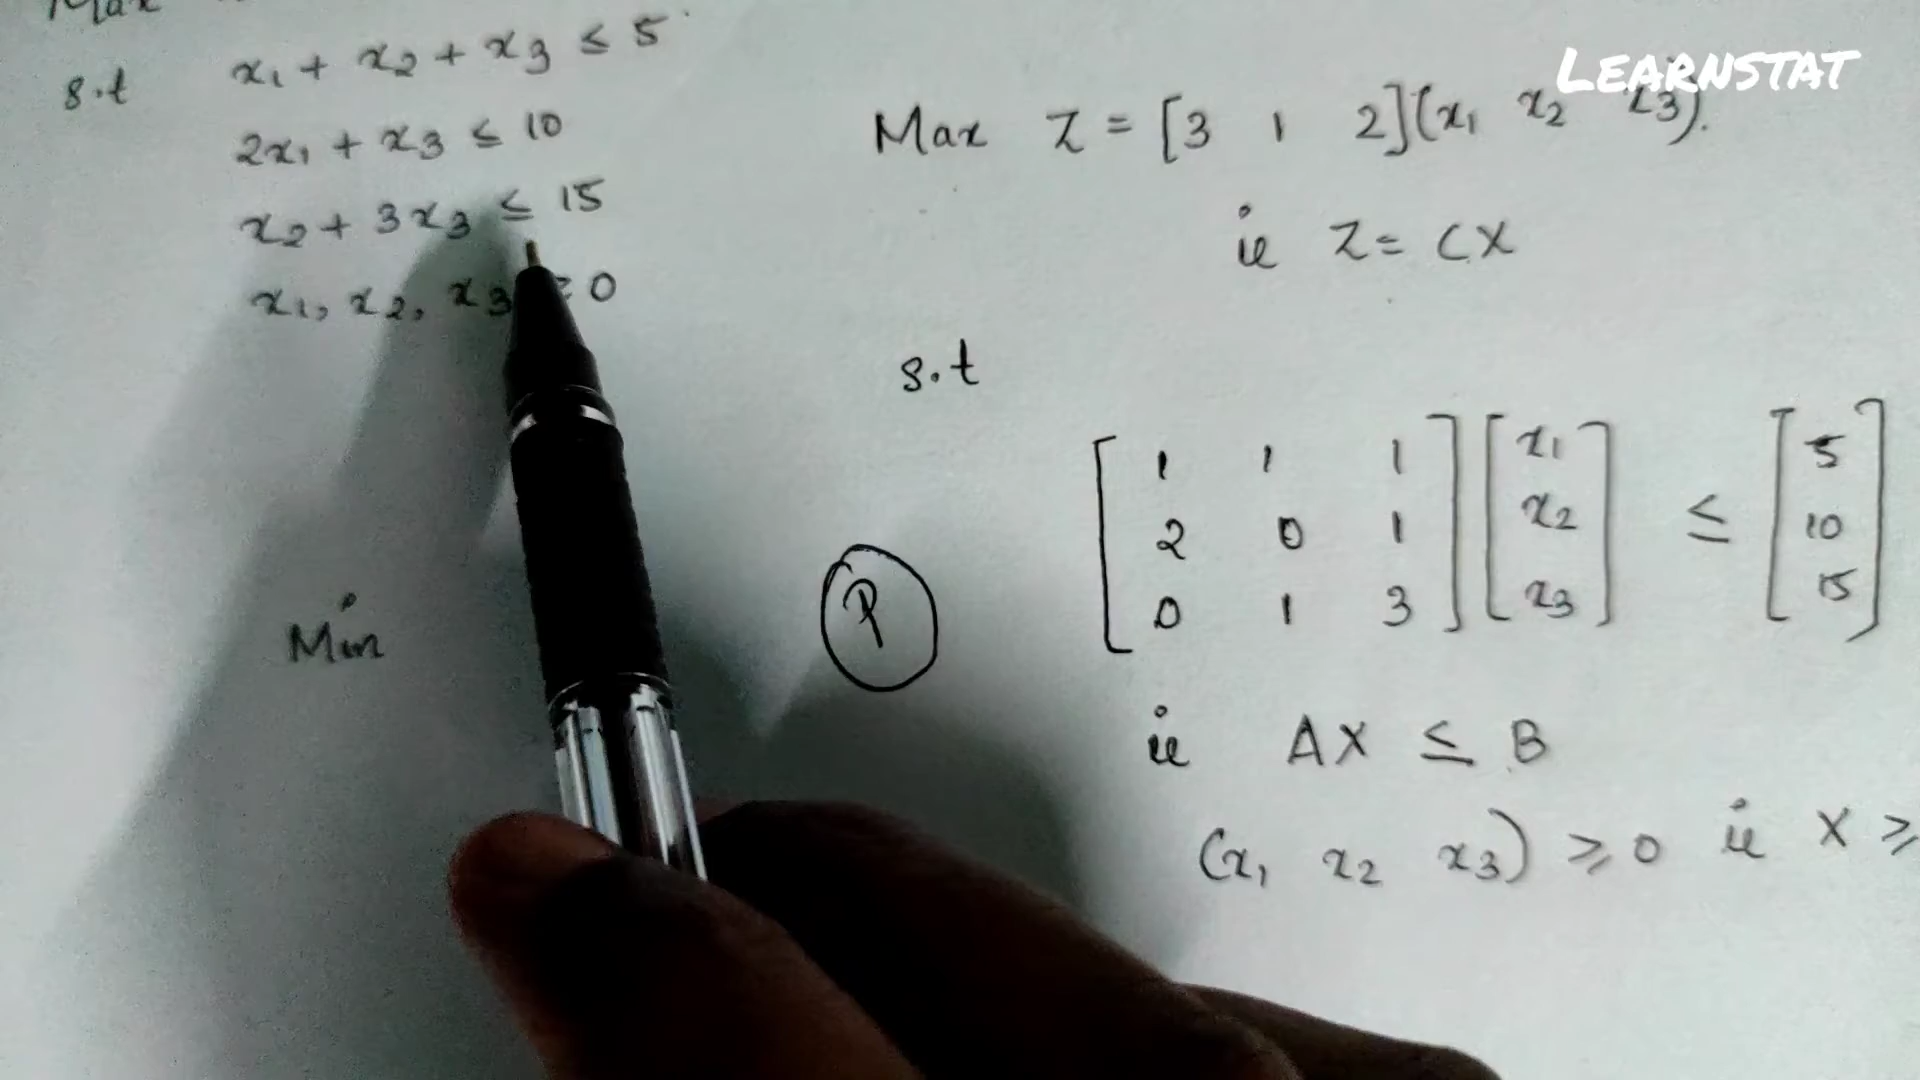 Max
s.t x₁ + x₂ + x₃ ≤ 5
2x₁ + x₃ ≤ 10
x₂ + 3x₃ ≤ 15
x₁, x₂, x₃ ≥ 0
Min
LEARNSTAT
Max Z = [3 1 2](x₁ x₂ x₃).
ie Z = CX
s.t
P
[1 1 1] [x₁] [5]
[2 0 1] [x₂] ≤ [10]
[0 1 3] [x₃] [15]
ie AX ≤ B
(x₁ x₂ x₃) ≥ 0 ie X ≥